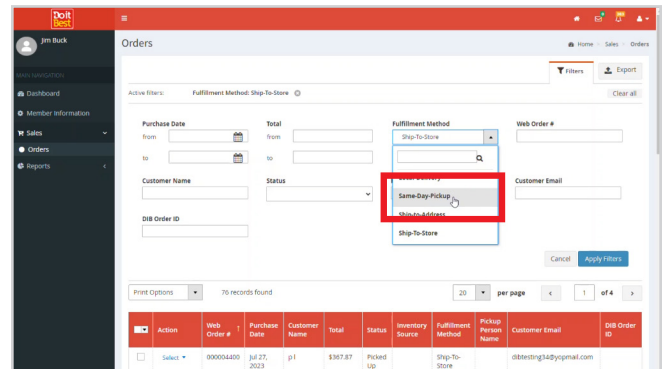 Do it
Best
Jim Buck
MAIN NAVIGATION
Dashboard
Member Information
Sales
Orders
Reports
Orders
Home > Sales > Orders
Filters
Export
Active filters: Fulfillment Method: Ship-To-Store
Clear all
Purchase Date
from
to
Total
from
to
Fulfillment Method
Ship-To-Store
Web Order #
Customer Name
Status
Same-Day-Pickup
Ship-to-Address
Ship-To-Store
Customer Email
DIB Order ID
Cancel
Apply Filters
Print Options
76 records found
20 per page
1 of 4
Action
Web Order #
Purchase Date
Customer Name
Total
Status
Inventory Source
Fulfillment Method
Pickup Person Name
Customer Email
DIB Order ID
Select
000004400
Jul 27, 2023
p l
$367.87
Picked Up
Ship-To-Store
dibtesting34@yopmail.com